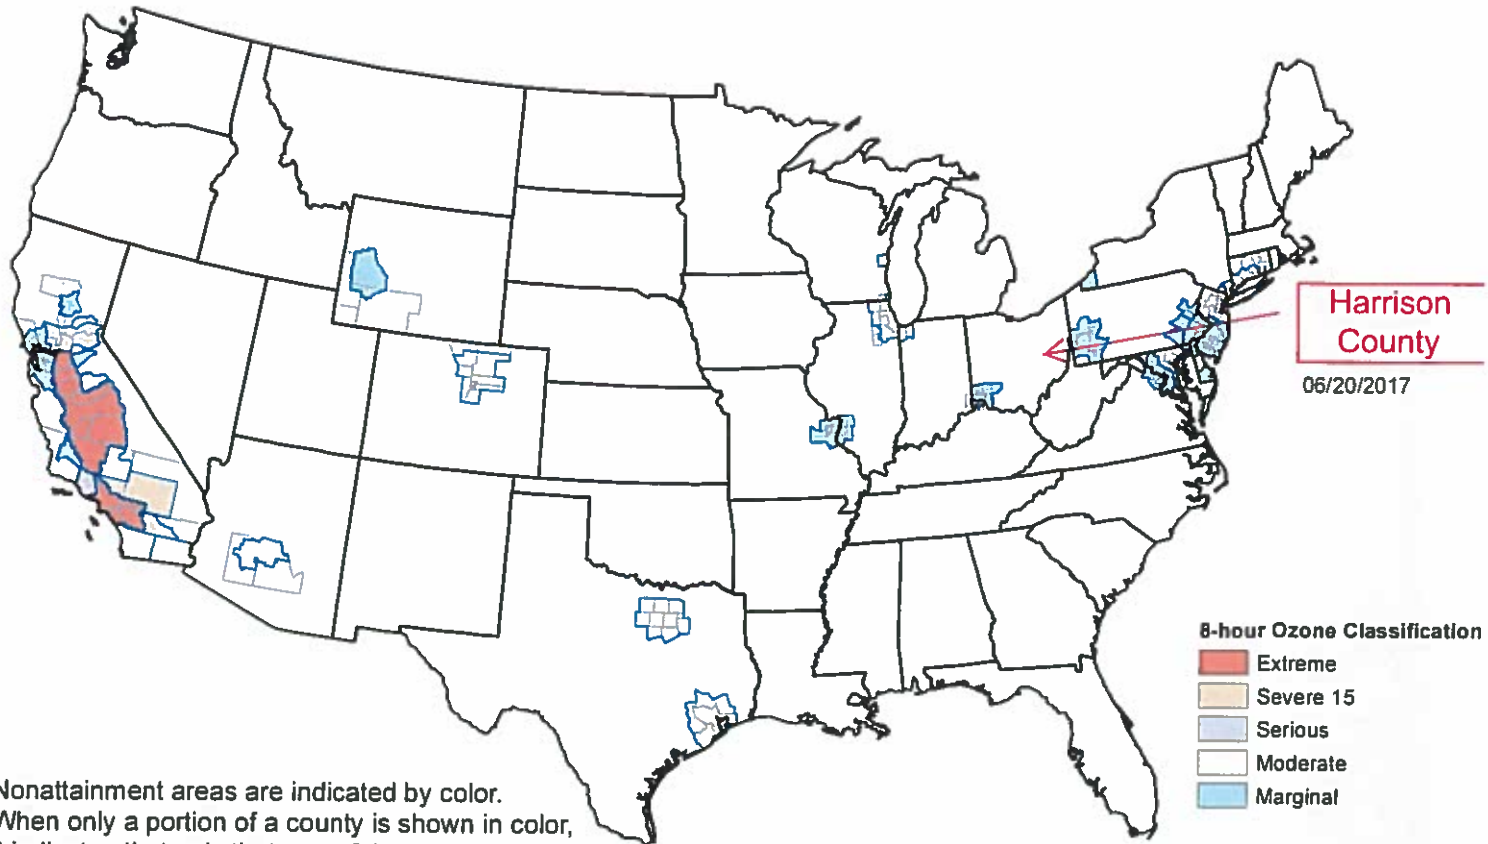 Harrison
County
06/20/2017
8-hour Ozone Classification
Extreme
Severe 15
Serious
Moderate
Marginal
Nonattainment areas are indicated by color.
When only a portion of a county is shown in color,